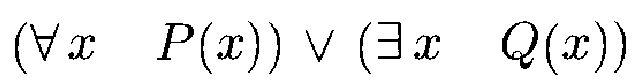 (∀ x P(x)) ∨ (∃ x Q(x))